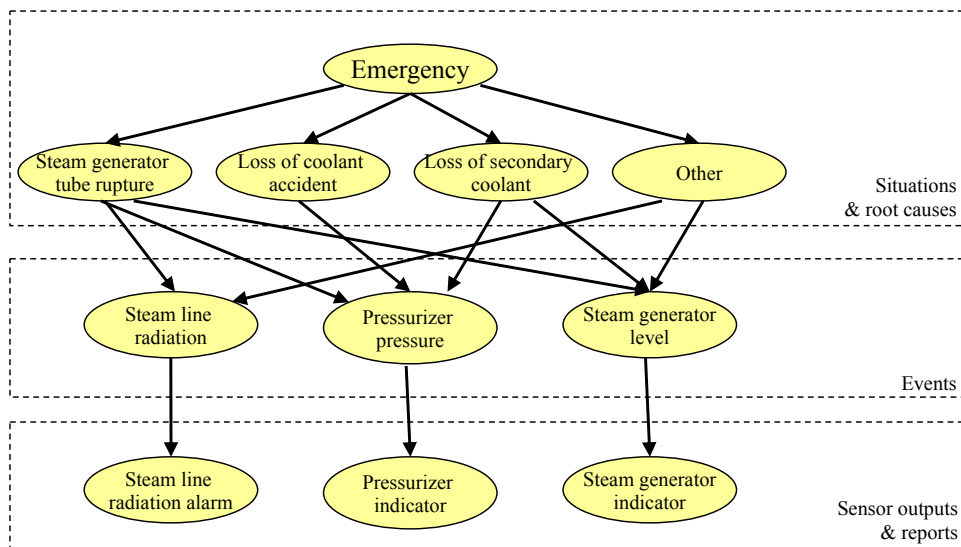 Emergency
Steam generator
tube rupture
Loss of coolant
accident
Loss of secondary
coolant
Other
Situations
& root causes
Steam line
radiation
Pressurizer
pressure
Steam generator
level
Events
Steam line
radiation alarm
Pressurizer
indicator
Steam generator
indicator
Sensor outputs
& reports